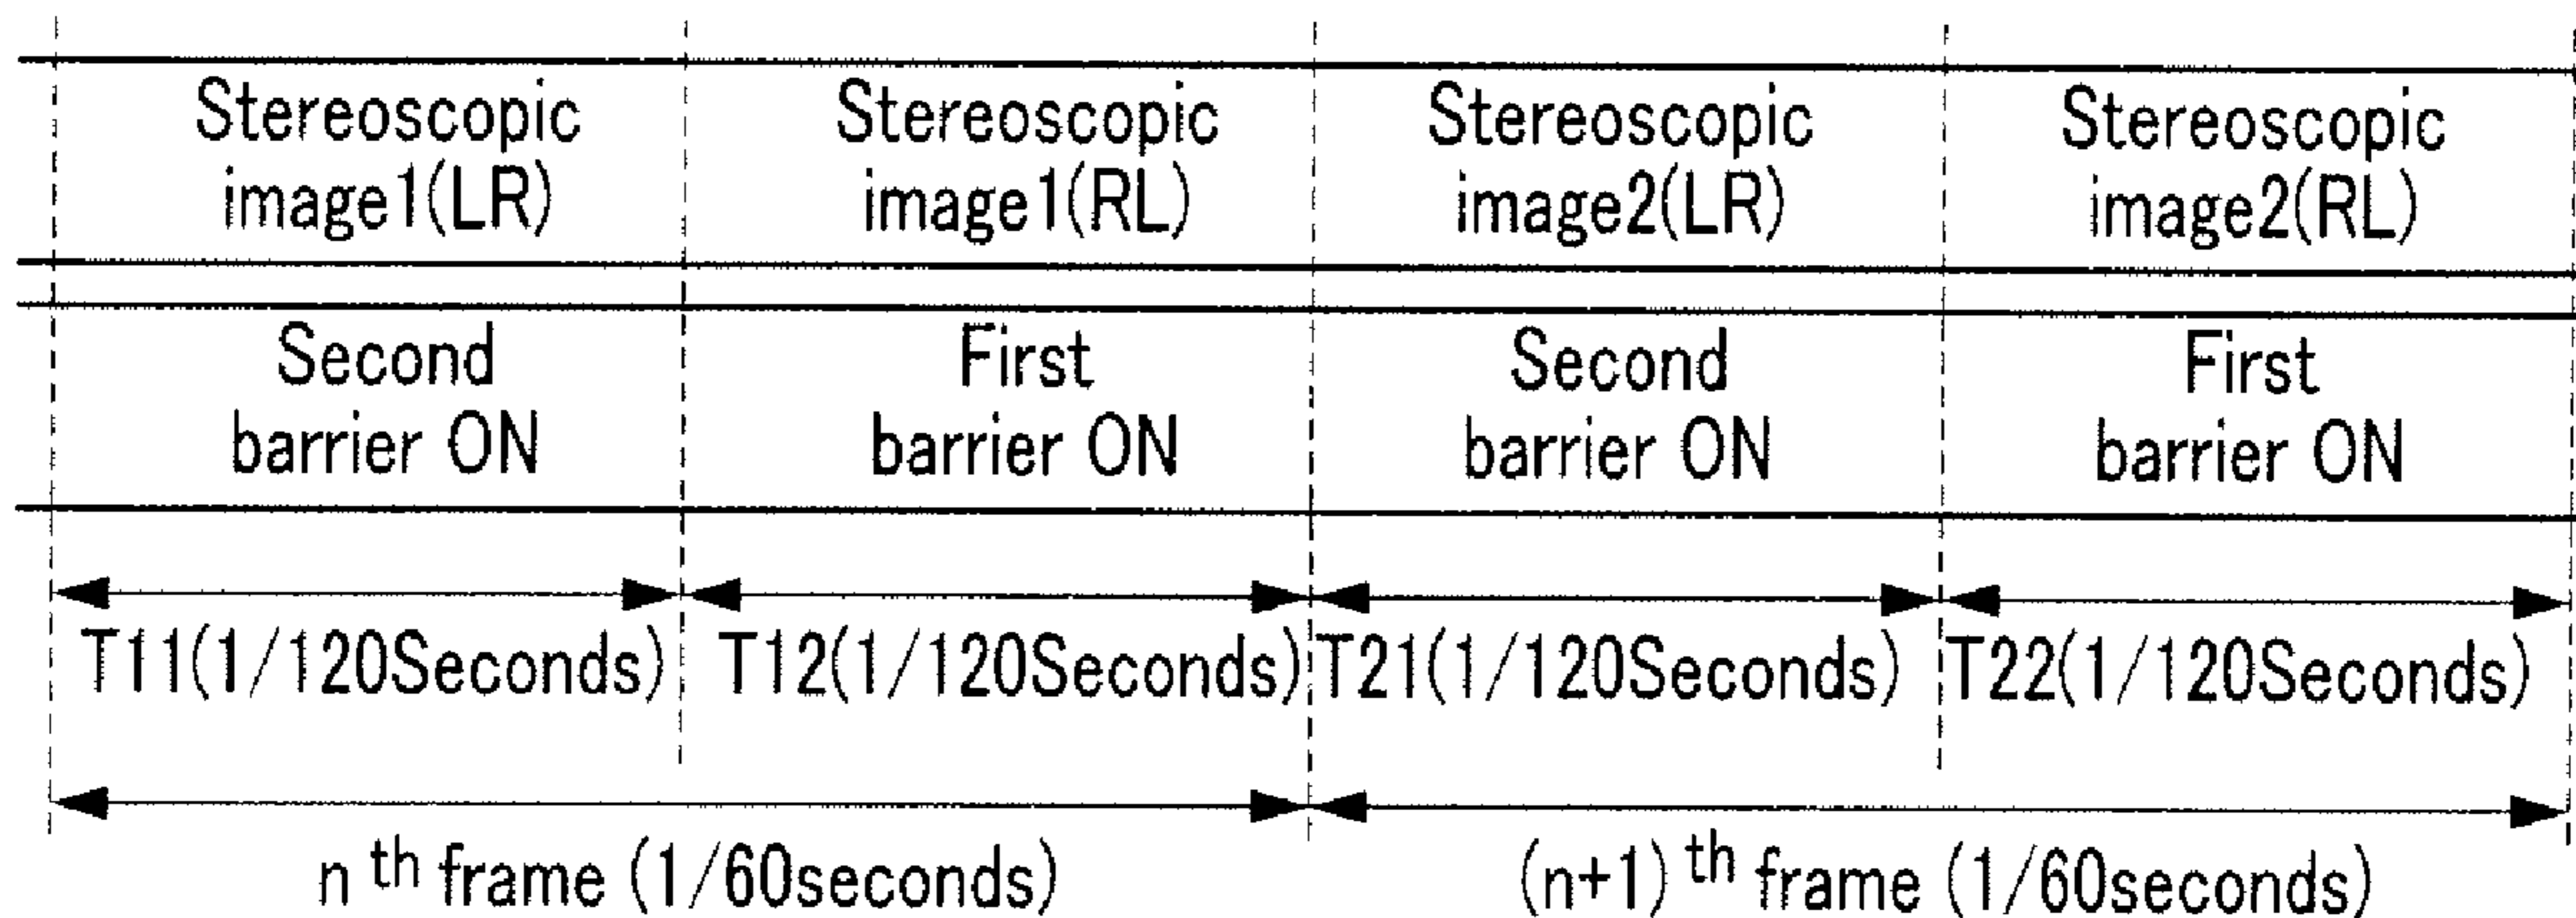 Stereoscopic
image1(LR)
Stereoscopic
image1(RL)
Stereoscopic
image2(LR)
Stereoscopic
image2(RL)
Second
barrier ON
First
barrier ON
Second
barrier ON
First
barrier ON
T11(1/120Seconds)
T12(1/120Seconds)
T21(1/120Seconds)
T22(1/120Seconds)
n th frame (1/60seconds)
(n+1) th frame (1/60seconds)